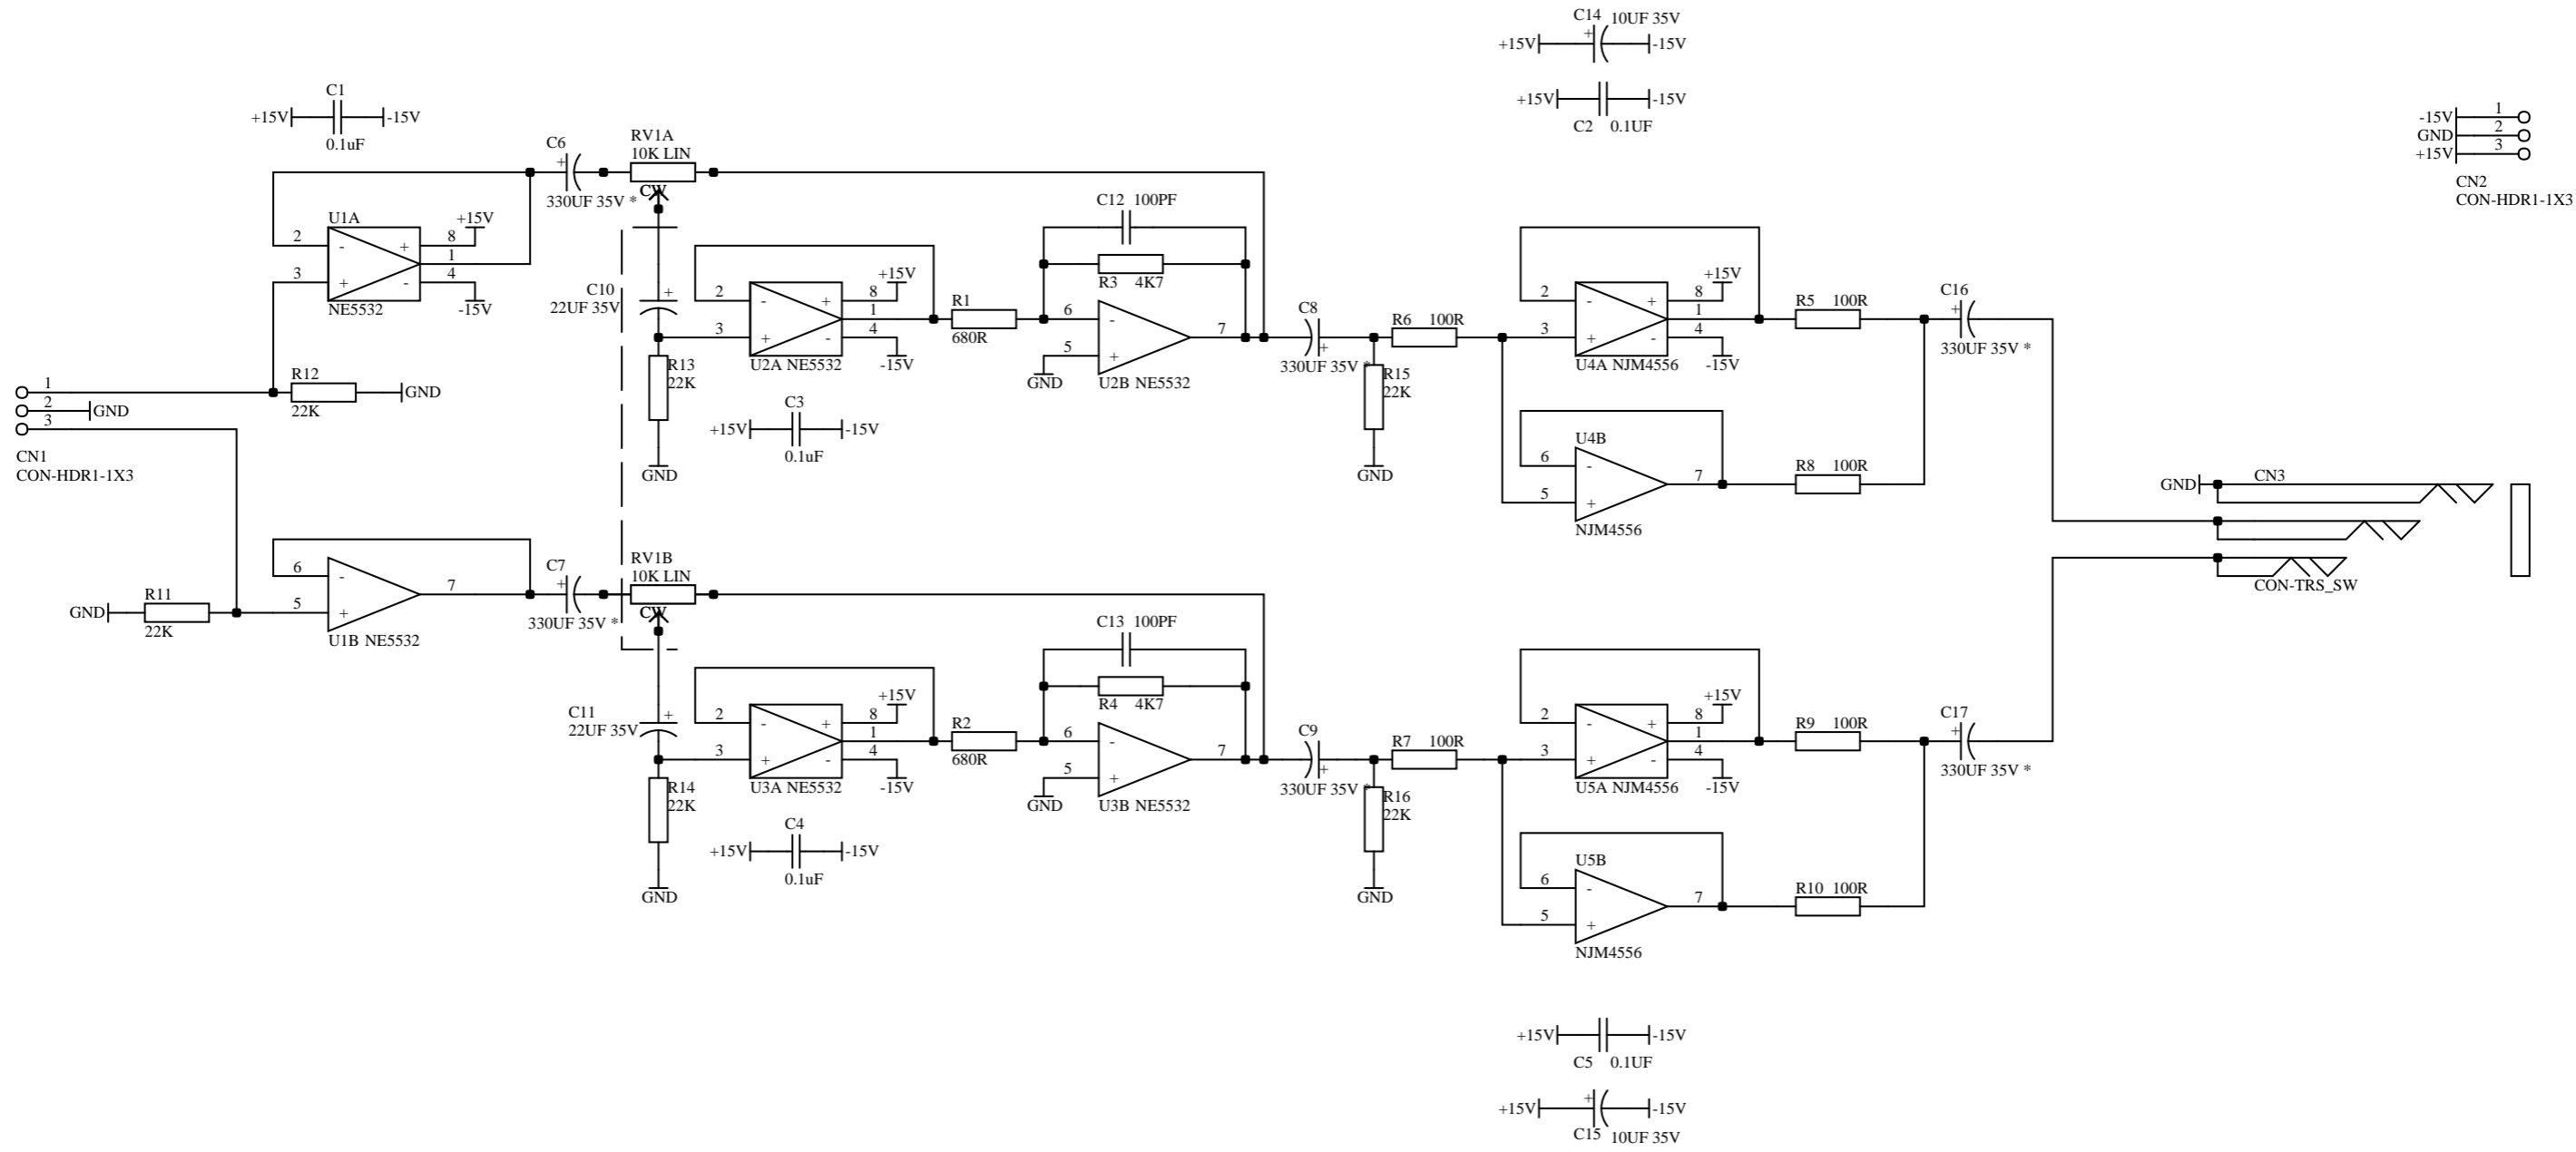 C14 10UF 35V
+15V -15V
+15V -15V
C2 0.1UF
C1
+15V -15V
0.1uF
-15V 1
GND 2
+15V 3
CN2
CON-HDR1-1X3
C6
+
330UF 35V *
RV1A
10K LIN
CW
U1A
+15V
2 - + 8
1
3 + - 4
NE5532 -15V
C12 100PF
R3 4K7
C10 +
22UF 35V
+15V
2 - + 8
1
3 + - 4
U2A NE5532 -15V
R1
680R
6 -
7
5 +
GND
U2B NE5532
C8
+
330UF 35V *
R6 100R
+15V
2 - + 8
1
3 + - 4
U4A NJM4556 -15V
R5 100R
C16
+
330UF 35V *
R13
22K
GND
C3
+15V -15V
0.1uF
R15
22K
GND
1
2 GND
3
CN1
CON-HDR1-1X3
R12
22K
GND
U4B
6 -
7
5 +
NJM4556
R8 100R
GND
CN3
CON-TRS_SW
C7
+
330UF 35V *
RV1B
10K LIN
CW
GND
R11
22K
6 -
7
5 +
U1B NE5532
C13 100PF
R4 4K7
C11 +
22UF 35V
+15V
2 - + 8
1
3 + - 4
U3A NE5532 -15V
R2
680R
6 -
7
5 +
GND
U3B NE5532
C9
+
330UF 35V *
R7 100R
+15V
2 - + 8
1
3 + - 4
U5A NJM4556 -15V
R9 100R
C17
+
330UF 35V *
R14
22K
GND
C4
+15V -15V
0.1uF
R16
22K
GND
U5B
6 -
7
5 +
NJM4556
R10 100R
+15V -15V
C5 0.1UF
+
+15V -15V
C15 10UF 35V